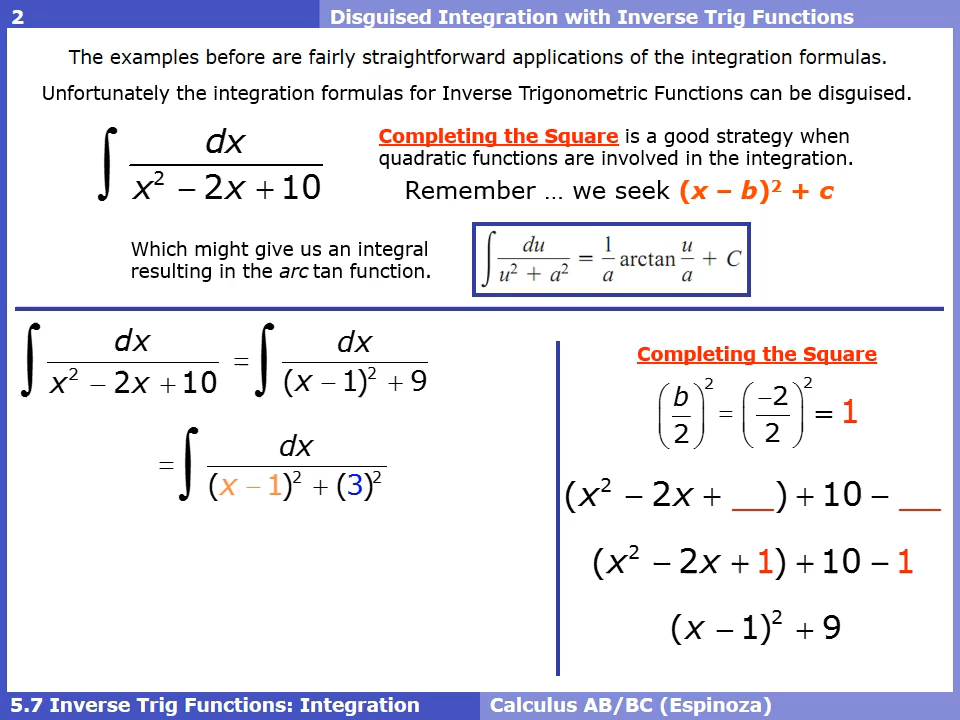 2
Disguised Integration with Inverse Trig Functions
The examples before are fairly straightforward applications of the integration formulas.
Unfortunately the integration formulas for Inverse Trigonometric Functions can be disguised.
∫ dx / (x² − 2x + 10)
Completing the Square is a good strategy when
quadratic functions are involved in the integration.
Remember … we seek (x – b)² + c
Which might give us an integral
resulting in the arc tan function.
∫ du / (u² + a²) = 1/a arctan u/a + C
∫ dx / (x² − 2x + 10) = ∫ dx / ((x − 1)² + 9)
= ∫ dx / ((x − 1)² + (3)²)
Completing the Square
(b/2)² = (−2/2)² = 1
(x² − 2x + __) + 10 − __
(x² − 2x + 1) + 10 − 1
(x − 1)² + 9
5.7 Inverse Trig Functions: Integration
Calculus AB/BC (Espinoza)